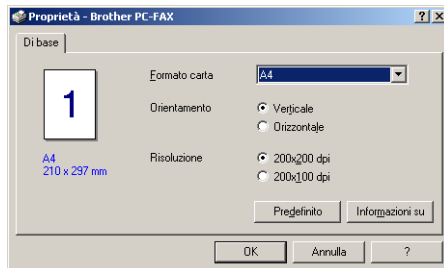 Proprietà - Brother PC-FAX
Di base
1
A4
210 x 297 mm
Formato carta
A4
Orientamento
Verticale
Orizzontale
Risoluzione
200x200 dpi
200x100 dpi
Predefinito
Informazioni su
OK
Annulla
?